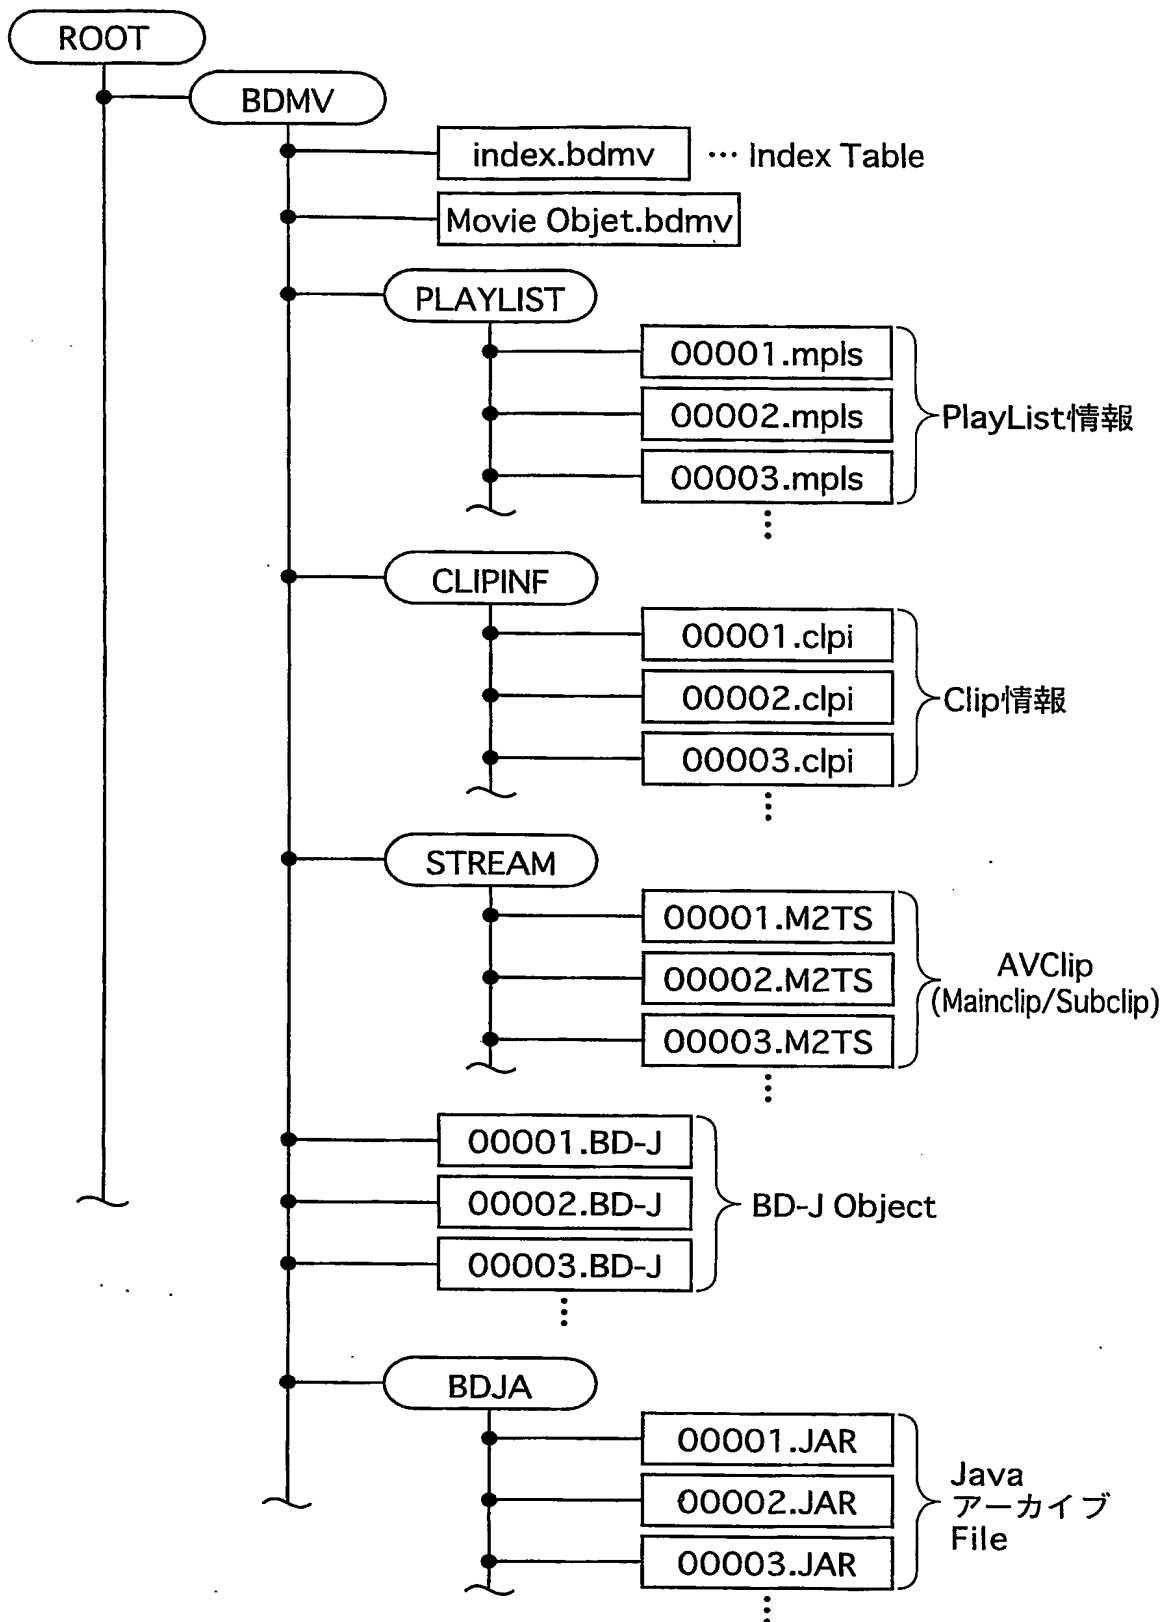 ROOT
BDMV
index.bdmv … Index Table
Movie Objet.bdmv
PLAYLIST
00001.mpls
00002.mpls
PlayList情報
00003.mpls
CLIPINF
00001.clpi
00002.clpi
Clip情報
00003.clpi
STREAM
00001.M2TS
00002.M2TS
AVClip
(Mainclip/Subclip)
00003.M2TS
00001.BD-J
00002.BD-J
BD-J Object
00003.BD-J
BDJA
00001.JAR
00002.JAR
Java
アーカイブ
File
00003.JAR